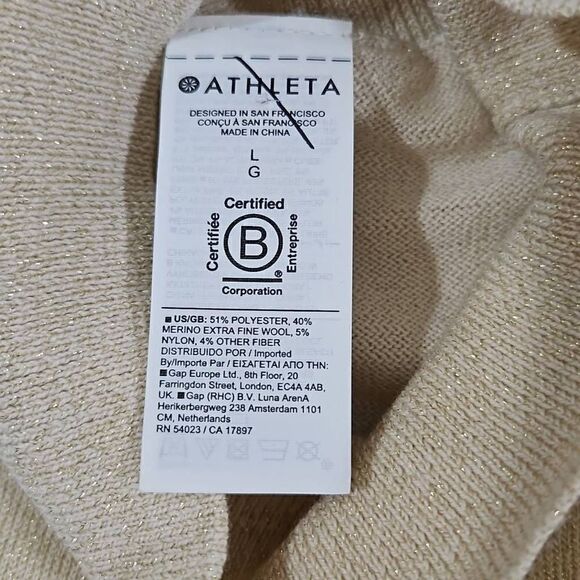 ATHLETA
DESIGNED IN SAN FRANCISCO
CONÇU À SAN FRANCISCO
MADE IN CHINA
L
G
Certified
Certifiée
B
Entreprise
®
Corporation
■ US/GB: 51% POLYESTER, 40%
MERINO EXTRA FINE WOOL, 5%
NYLON, 4% OTHER FIBER
DISTRIBUIDO POR / Imported
By/Importe Par / ΕΙΣΑΓΕΤΑΙ ΑΠΟ ΤΗΝ:
■ Gap Europe Ltd., 8th Floor, 20
Farringdon Street, London, EC4A 4AB,
UK. ■ Gap (RHC) B.V. Luna ArenA
Herikerbergweg 238 Amsterdam 1101
CM, Netherlands
RN 54023 / CA 17897